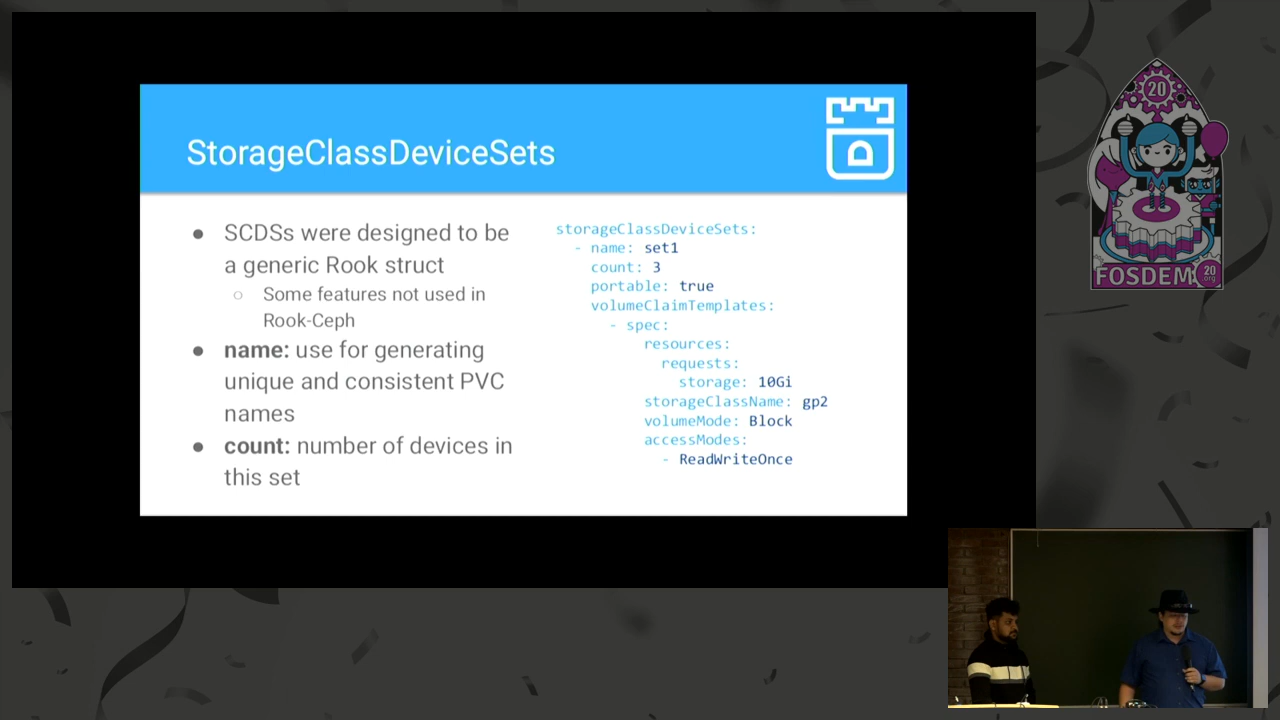 StorageClassDeviceSets
● SCDSs were designed to be
a generic Rook struct
○ Some features not used in
Rook-Ceph
● name: use for generating
unique and consistent PVC
names
● count: number of devices in
this set
storageClassDeviceSets:
- name: set1
count: 3
portable: true
volumeClaimTemplates:
- spec:
resources:
requests:
storage: 10Gi
storageClassName: gp2
volumeMode: Block
accessModes:
- ReadWriteOnce
20
FOSDEM
20
.org